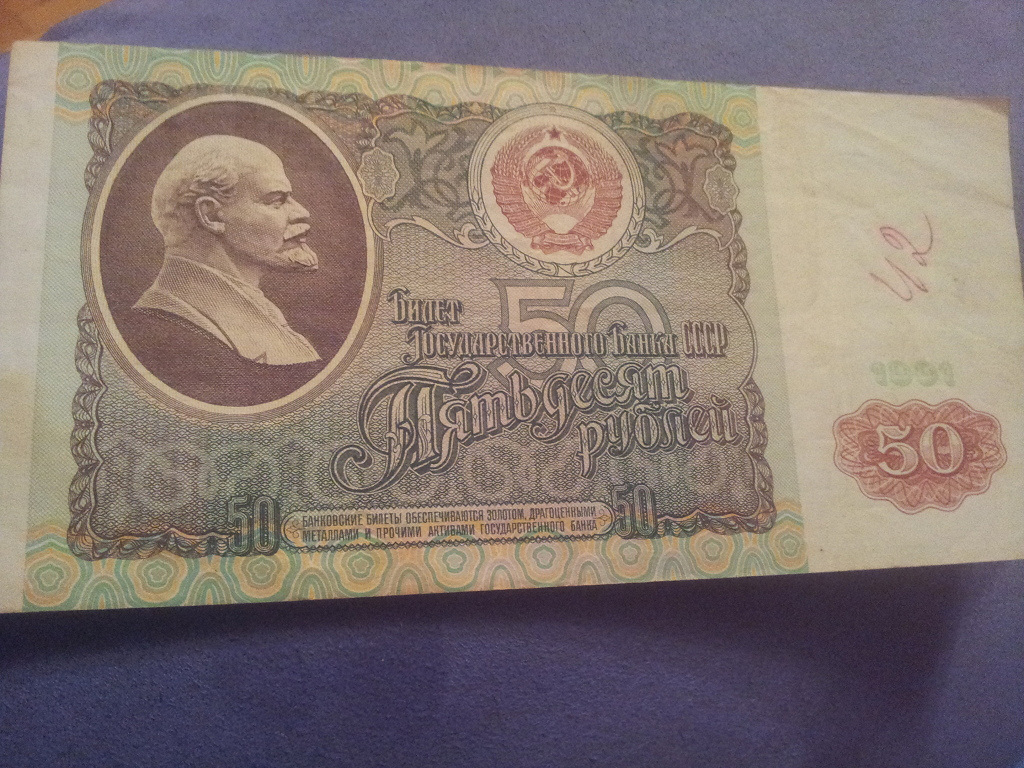 50
Билет
Государственного Банка СССР
Пятьдесят
рублей
42
1991
50
50
БАНКОВСКИЕ БИЛЕТЫ ОБЕСПЕЧИВАЮТСЯ ЗОЛОТОМ, ДРАГОЦЕННЫМИ
МЕТАЛЛАМИ И ПРОЧИМИ АКТИВАМИ ГОСУДАРСТВЕННОГО БАНКА
50